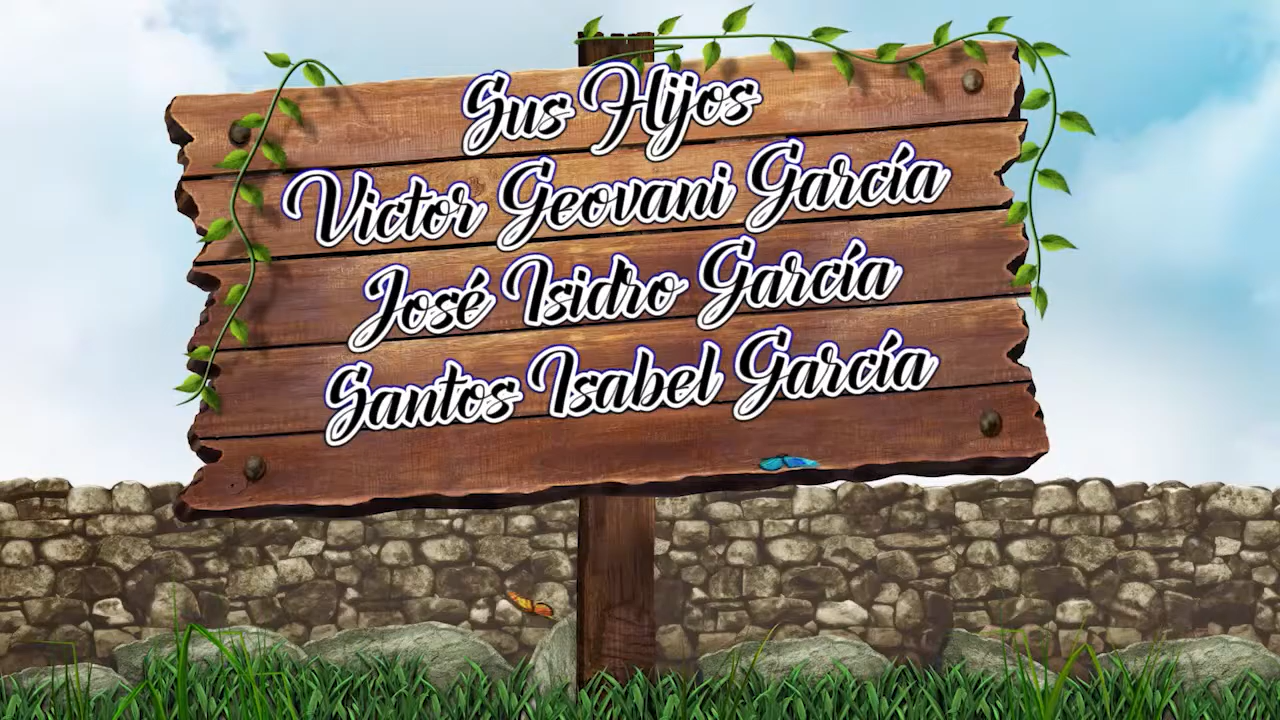 Sus Hijos
Victor Geovani García
José Isidro García
Santos Isabel García